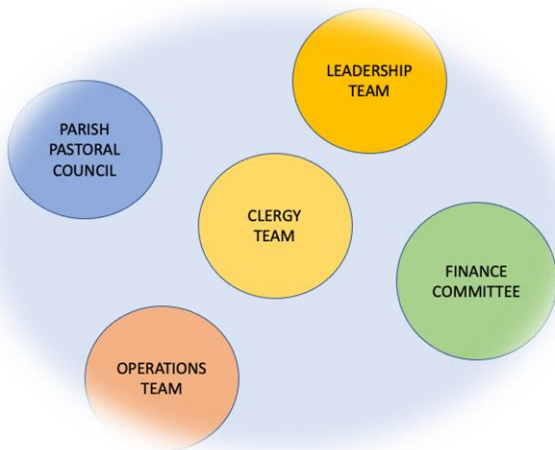 LEADERSHIP
TEAM
PARISH
PASTORAL
COUNCIL
CLERGY
TEAM
FINANCE
COMMITTEE
OPERATIONS
TEAM